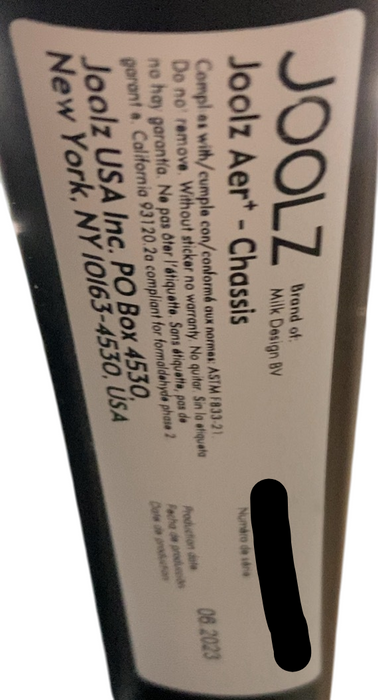 JOOLZ
Brand of:
Milk Design BV
Joolz Aer+ - Chassis
Complies with/cumple con/conformé aux normes ASTM F833-21.
Do not remove. Without sticker no warranty. No quitar. Sin la etiqueta
no hay garantía. Ne pas ôter l'étiquette. Sans étiquette, pas de
garantie. California 93120.2a compliant for formaldehyde phase 2
Joolz USA Inc. PO Box 4530,
New York, NY 10163-4530, USA
Numéro de série
Production date
Fecha de producción
Date de production
08.2023